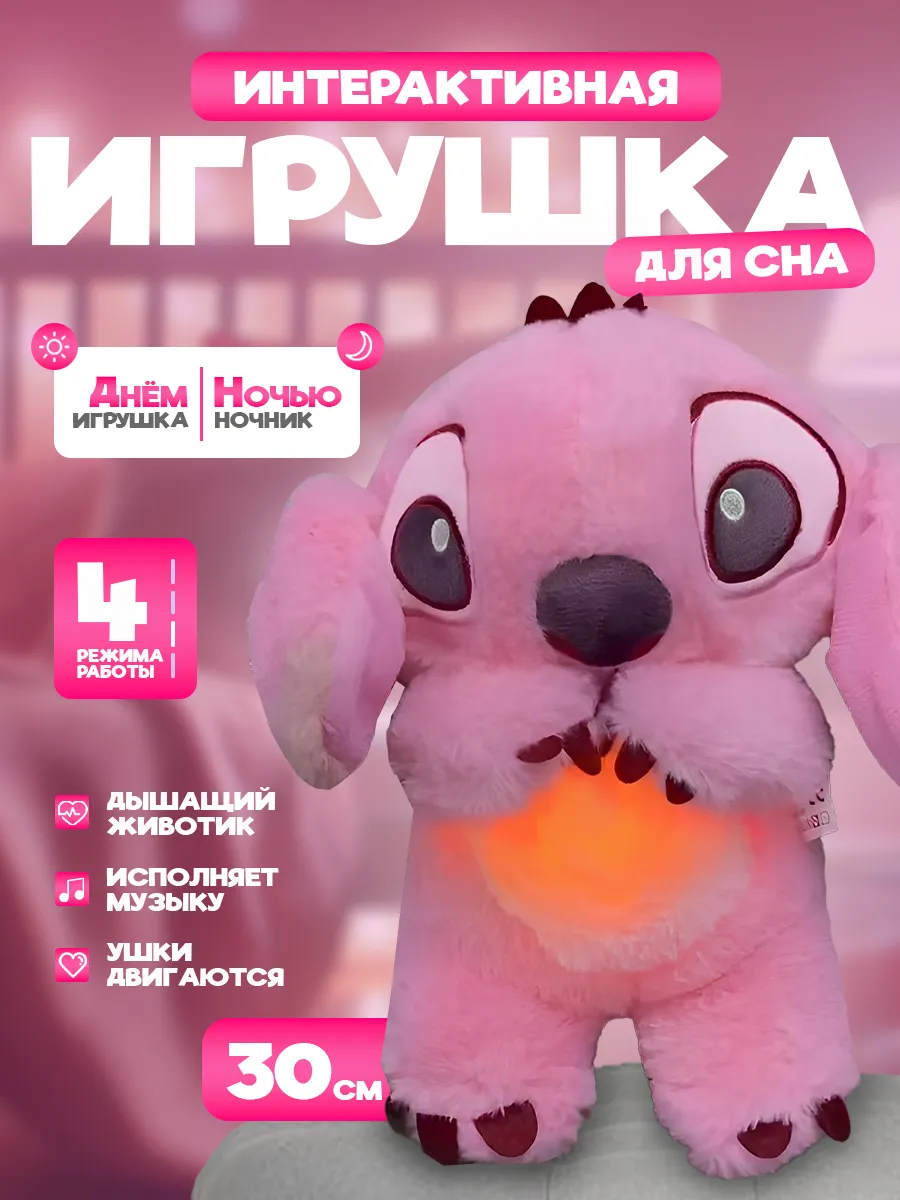 ИНТЕРАКТИВНАЯ
ИГРУШКА
ДЛЯ СНА
Днём
ИГРУШКА
Ночью
НОЧНИК
4
РЕЖИМА
РАБОТЫ
ДЫШАЩИЙ
ЖИВОТИК
ИСПОЛНЯЕТ
МУЗЫКУ
УШКИ
ДВИГАЮТСЯ
30 СМ